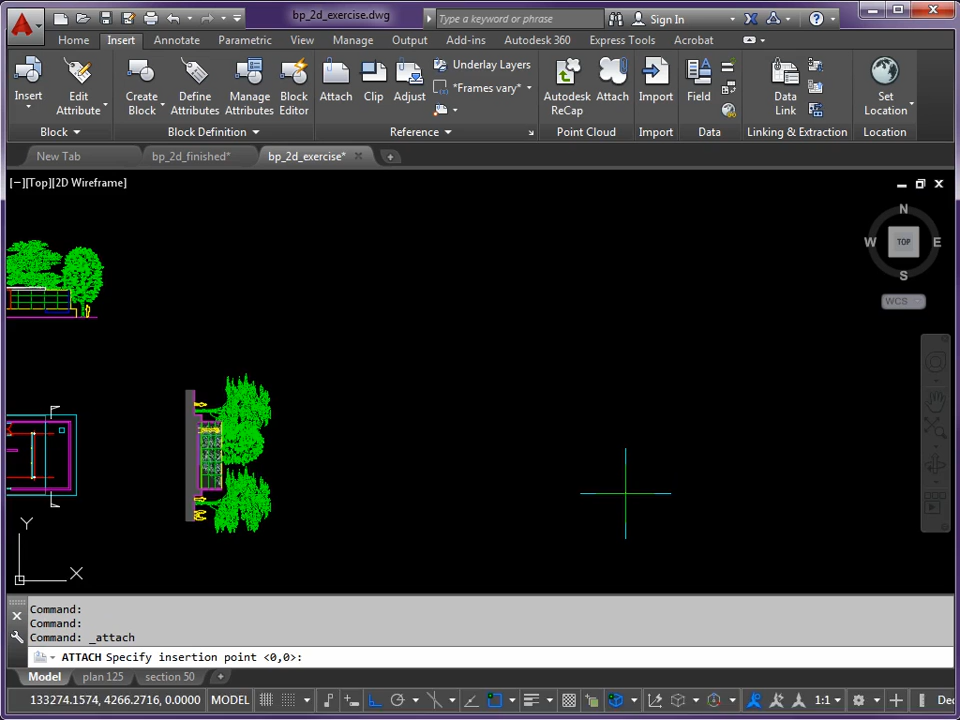 bp_2d_exercise.dwg
Type a keyword or phrase
Sign In
Home Insert Annotate Parametric View Manage Output Add-ins Autodesk 360 Express Tools Acrobat
Insert
Edit
Attribute
Create
Block
Define
Attributes
Manage
Attributes
Block
Editor
Attach
Clip
Adjust
Underlay Layers
*Frames vary*
Autodesk
ReCap
Attach
Import
Field
Data
Link
Set
Location
Block
Block Definition
Reference
Point Cloud
Import
Data
Linking & Extraction
Location
New Tab
bp_2d_finished*
bp_2d_exercise*
[−][Top][2D Wireframe]
N
W
TOP
E
S
WCS
Y
X
Command:
Command:
Command: _attach
ATTACH Specify insertion point <0,0>:
Model
plan 125
section 50
133274.1574, 4266.2716, 0.0000
MODEL
1:1